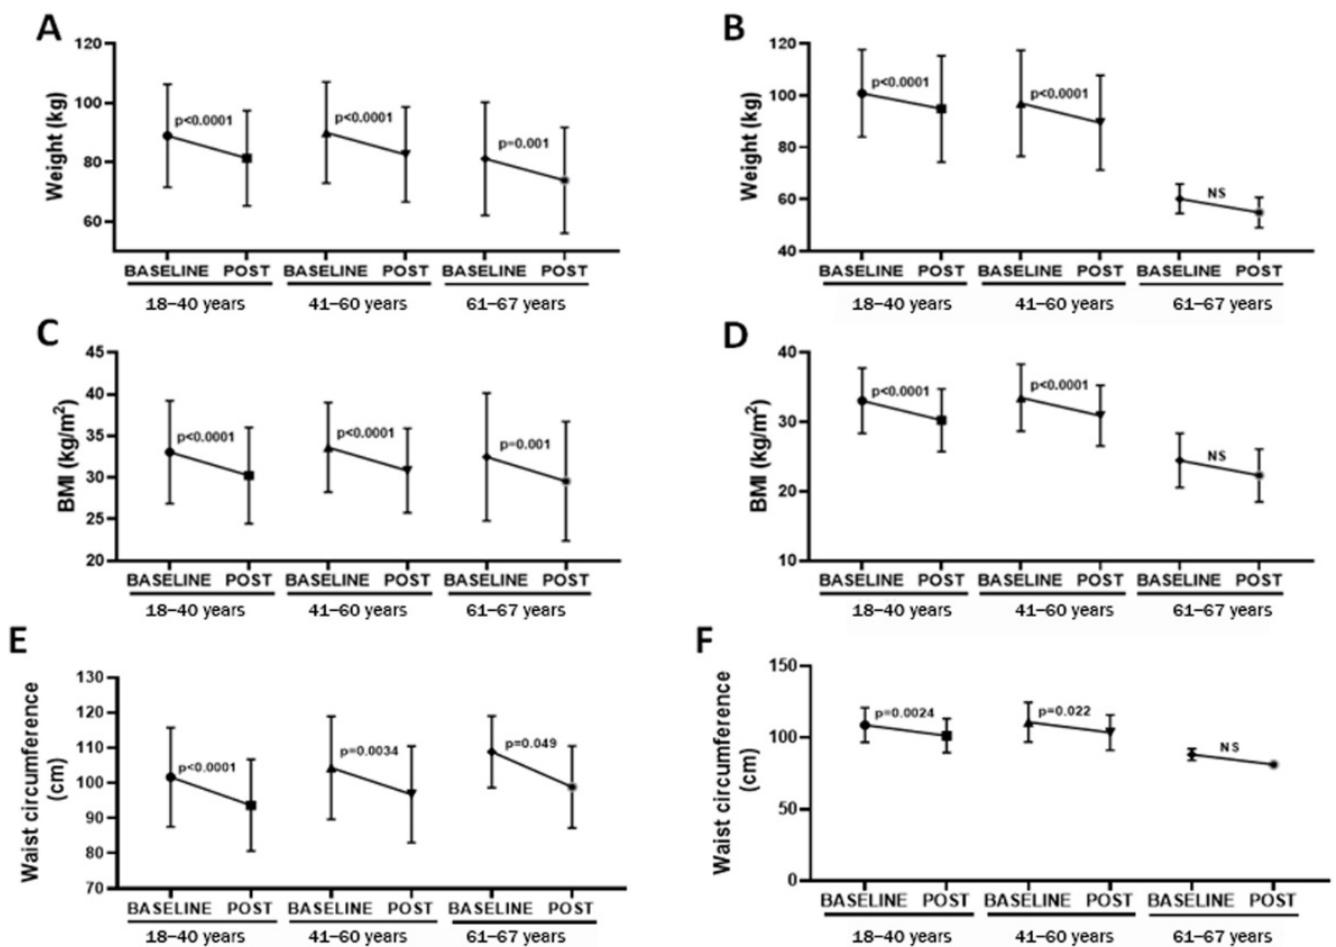 A
Weight (kg)
120
100
80
60
p<0.0001
p<0.0001
p=0.001
BASELINE POST BASELINE POST BASELINE POST
18–40 years 41–60 years 61–67 years
B
Weight (kg)
120
100
80
60
40
p<0.0001
p<0.0001
NS
BASELINE POST BASELINE POST BASELINE POST
18–40 years 41–60 years 61–67 years
C
BMI (kg/m²)
45
40
35
30
25
20
p<0.0001
p<0.0001
p=0.001
BASELINE POST BASELINE POST BASELINE POST
18–40 years 41–60 years 61–67 years
D
BMI (kg/m²)
40
30
20
10
p<0.0001
p<0.0001
NS
BASELINE POST BASELINE POST BASELINE POST
18–40 years 41–60 years 61–67 years
E
Waist circumference
(cm)
130
120
110
100
90
80
70
p<0.0001
p=0.0034
p=0.049
BASELINE POST BASELINE POST BASELINE POST
18–40 years 41–60 years 61–67 years
F
Waist circumference
(cm)
150
100
50
0
p=0.0024
p=0.022
NS
BASELINE POST BASELINE POST BASELINE POST
18–40 years 41–60 years 61–67 years